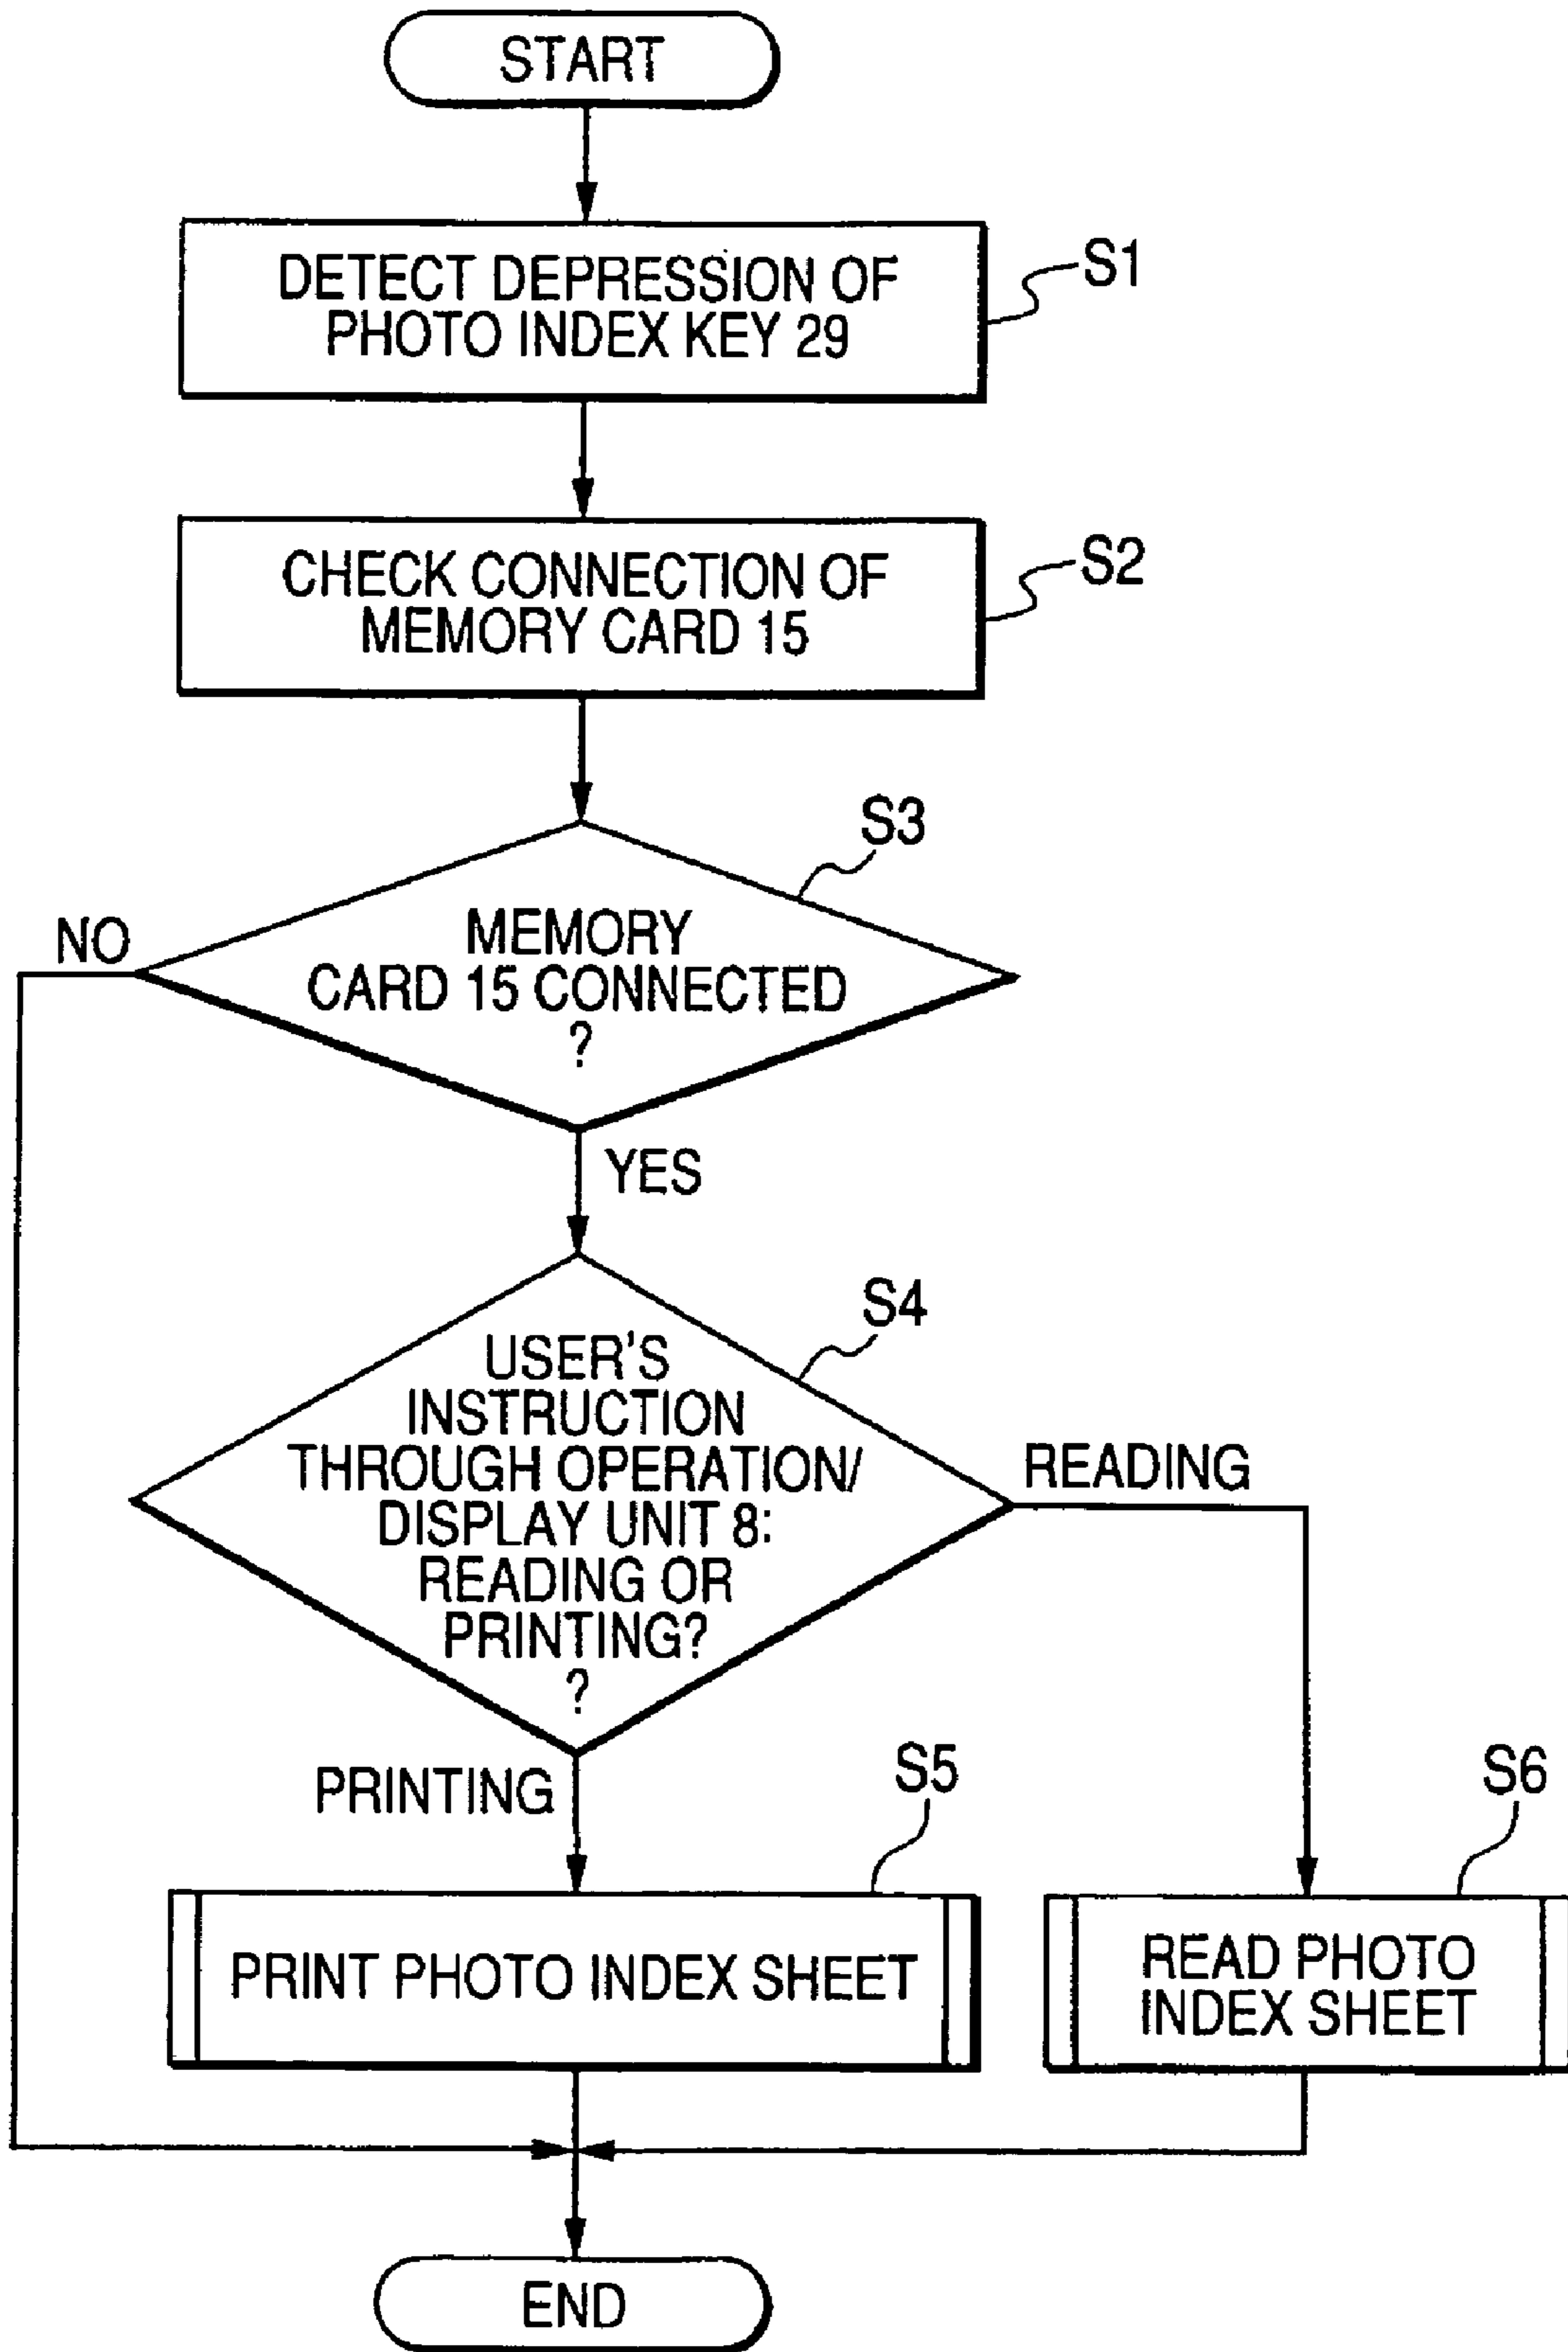 START
DETECT DEPRESSION OF
PHOTO INDEX KEY 29
S1
CHECK CONNECTION OF
MEMORY CARD 15
S2
S3
NO
MEMORY
CARD 15 CONNECTED
?
YES
S4
USER'S
INSTRUCTION
THROUGH OPERATION/
DISPLAY UNIT 8:
READING OR
PRINTING?
?
READING
PRINTING
S5
S6
PRINT PHOTO INDEX SHEET
READ PHOTO
INDEX SHEET
END